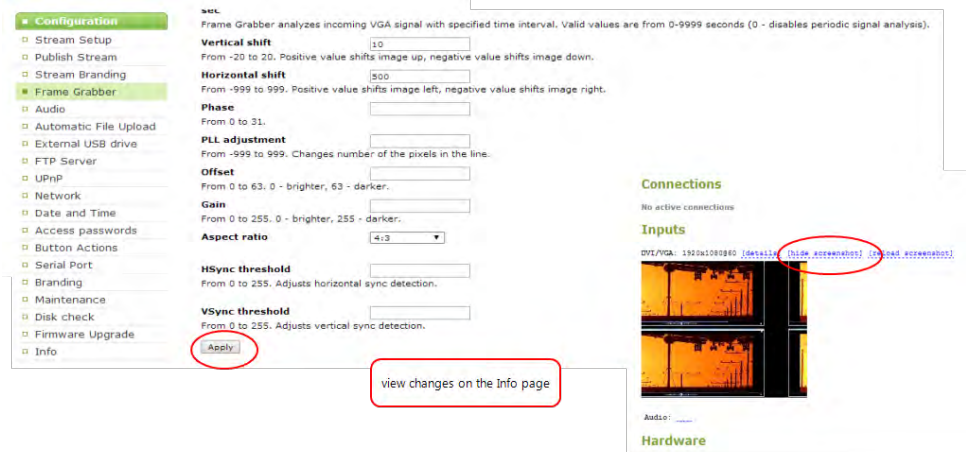 Configuration
Stream Setup
Publish Stream
Stream Branding
Frame Grabber
Audio
Automatic File Upload
External USB drive
FTP Server
UPnP
Network
Date and Time
Access passwords
Button Actions
Serial Port
Branding
Maintenance
Disk check
Firmware Upgrade
Info
sec.
Frame Grabber analyzes incoming VGA signal with specified time interval. Valid values are from 0-9999 seconds (0 - disables periodic signal analysis).
Vertical shift 10
From -20 to 20. Positive value shifts image up, negative value shifts image down.
Horizontal shift 500
From -999 to 999. Positive value shifts image left, negative value shifts image right.
Phase
From 0 to 31.
PLL adjustment
From -999 to 999. Changes number of the pixels in the line.
Offset
From 0 to 63. 0 - brighter, 63 - darker.
Gain
From 0 to 255. 0 - brighter, 255 - darker.
Aspect ratio 4:3
HSync threshold
From 0 to 255. Adjusts horizontal sync detection.
VSync threshold
From 0 to 255. Adjusts vertical sync detection.
Apply
view changes on the Info page
Connections
No active connections
Inputs
DVI/VGA: 1920x1080@60 [details] [hide screenshot] [reload screenshot]
Audio:
Hardware